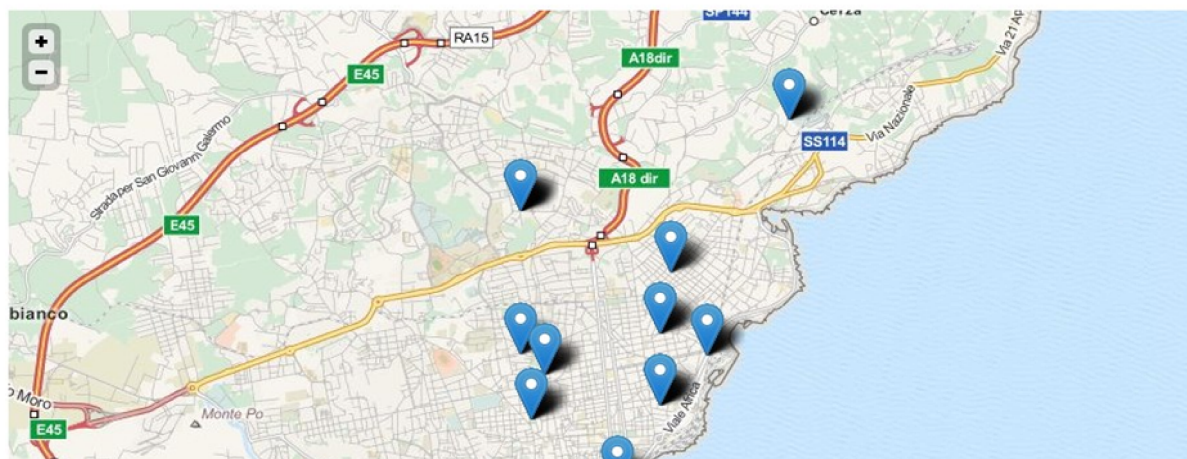 +
−
SP144
Cerza
RA15
A18dir
Via 21 Ap
E45
Via Nazionale
SS114
Strada per San Giovanni Galermo
A18 dir
E45
bianco
o Moro
Monte Po
Viale Africa
E45